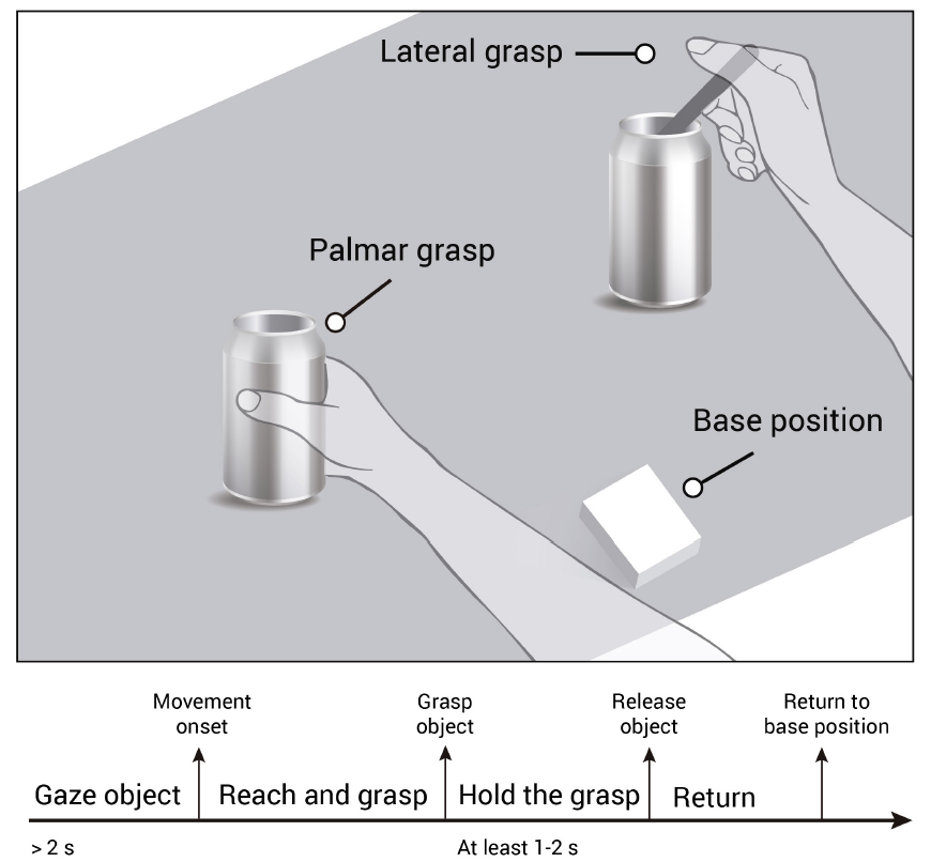 Lateral grasp
Palmar grasp
Base position
Movement
onset
Grasp
object
Release
object
Return to
base position
Gaze object
Reach and grasp
Hold the grasp
Return
> 2 s
At least 1-2 s